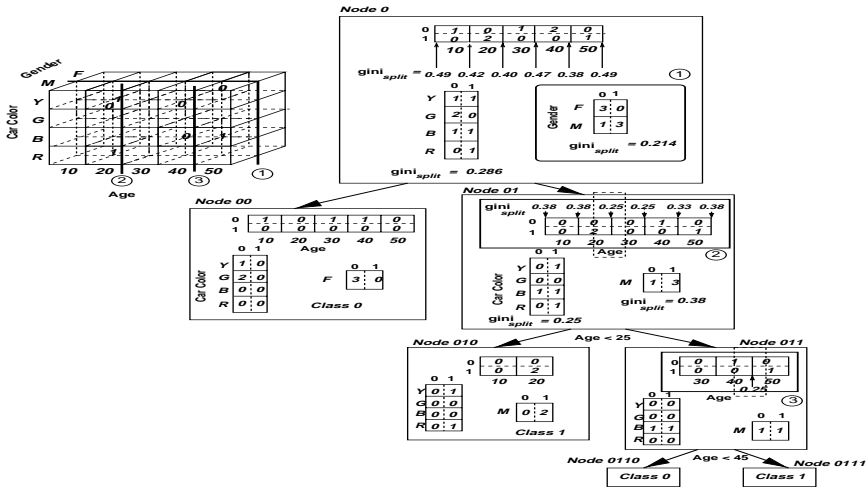 Node 0
0 1 0 1 2 0
1 0 2 0 0 1
10 20 30 40 50
gini split = 0.49 0.42 0.40 0.47 0.38 0.49
1
0 1
Y 1 1
G 2 0
B 1 1
R 0 1
gini split = 0.286
0 1
Gender
F 3 0
M 1 3
gini split = 0.214
Gender
F
M
Car Color
Y 1 0 0 0
G
B 0 1
R 1
10 20 30 40 50
2 3 1
Age
Node 00
0 1 0 1 1 0
1 0 0 0 0 0
10 20 30 40 50
Age
0 1
Car Color
Y 1 0
G 2 0
B 0 0
R 0 0
0 1
F 3 0
Class 0
Node 01
gini split 0.38 0.38 0.25 0.25 0.33 0.38
0 0 0 0 1 0
1 0 2 0 0 1
10 20 30 40 50
Age
2
0 1
Car Color
Y 0 1
G 0 0
B 1 1
R 0 1
gini split = 0.25
0 1
M 1 3
gini split = 0.38
Age < 25
Node 010
0 0 0
1 0 2
10 20
0 1
Y 0 1
G 0 0
B 0 0
R 0 1
0 1
M 0 2
Class 1
Node 011
0 0 1 0
1 0 0 1
30 40 50
0.25
Age
3
0 1
Y 0 0
G 0 0
B 1 1
R 0 0
0 1
M 1 1
Age < 45
Node 0110
Class 0
Node 0111
Class 1